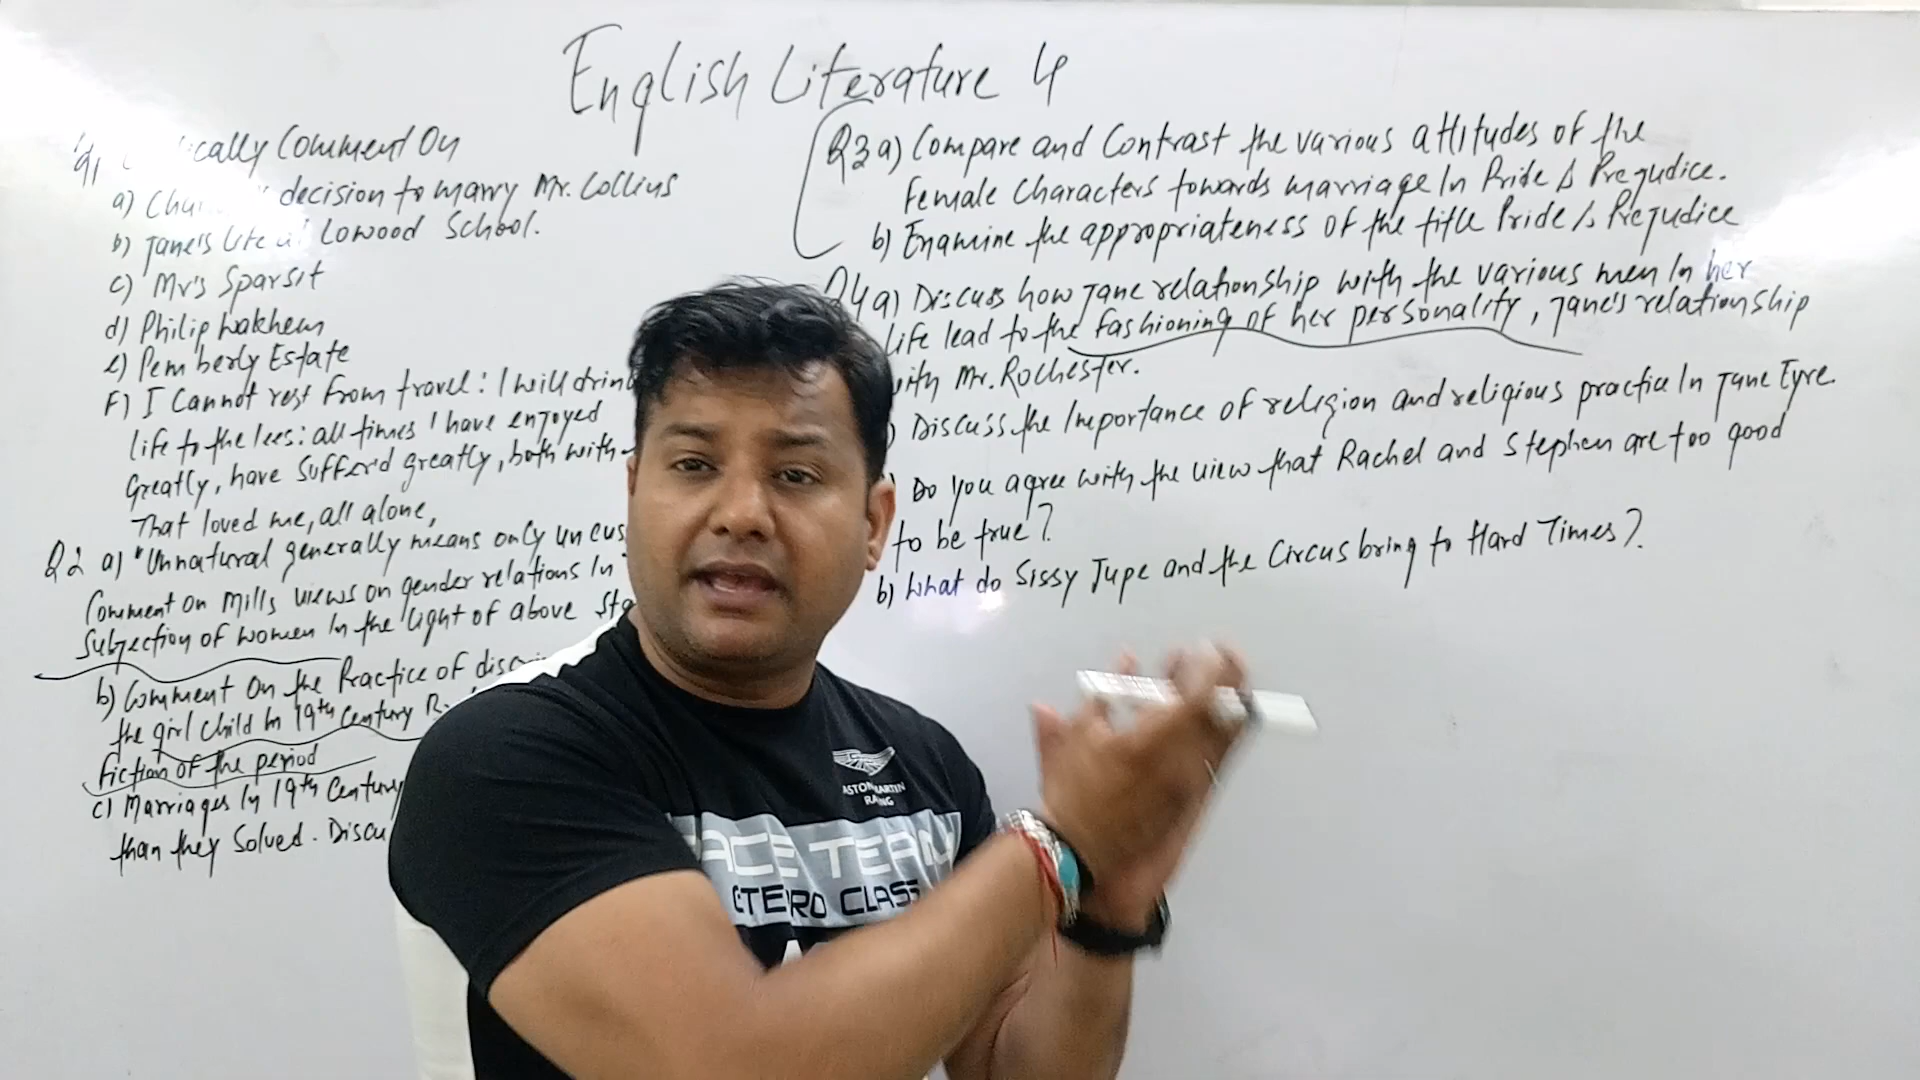 English Literature 4
Q1 Comment On
a) decision to marry Mr. Collins
b) Jane's Life Lowood School.
c) Mr's Sparsit
d) Philip Wakhem
e) Pemberly Estate
F) I Cannot rest from travel: I will
life to the lees: all times I have enjoyed
Greatly, have Sufferd greatly, both with
That loved me, all alone,
Q2 a) "Unnatural generally means only
Comment on Mills views on gender relations In
Subjection of women In the light of above
b) Comment On the Practice of
the girl child In 19th Century
fiction of the period
c) Marriages In 19th Century
than they Solved.
Q3 a) Compare and Contrast the various attitudes of the
Female characters towards marriage In Pride & Prejudice.
b) Examine the appropriateness of the title Pride & Prejudice
Q4 a) Discuss how Jane relationship with the various men In her
life lead to the fashioning of her personality, Jane's relationship
with Mr. Rochester.
) Discuss the Importance of religion and religious practice In Jane Eyre.
) Do you agree with the view that Rachel and Stephen are too good
to be true?
b) What do Sissy Jupe and the Circus bring to Hard Times?
ASTON MARTIN
RACING
RACE TEAM
CLASS